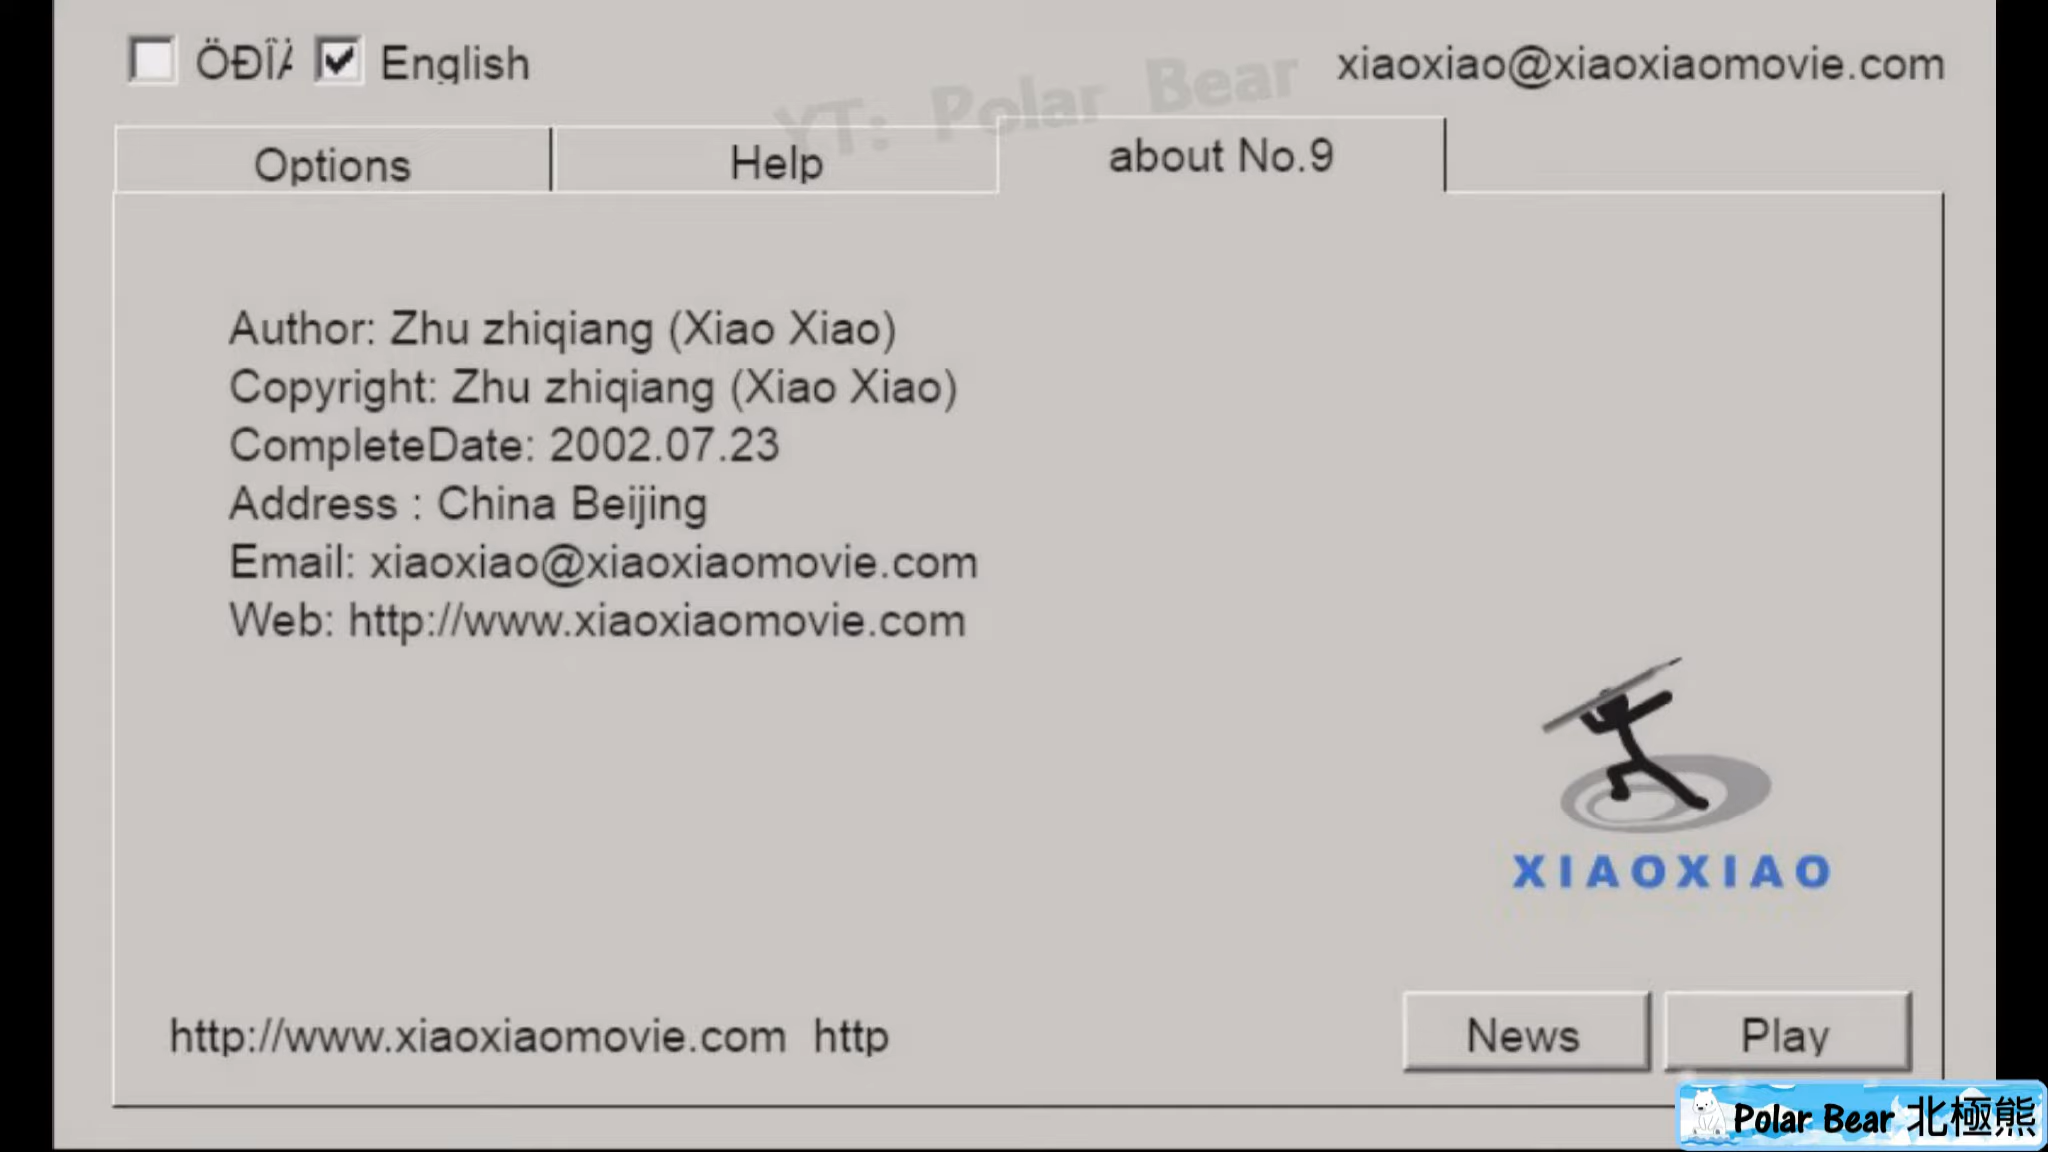 ÖÐÎÄ English xiaoxiao@xiaoxiaomovie.com
YT: Polar Bear
Options Help about No.9
Author: Zhu zhiqiang (Xiao Xiao)
Copyright: Zhu zhiqiang (Xiao Xiao)
CompleteDate: 2002.07.23
Address : China Beijing
Email: xiaoxiao@xiaoxiaomovie.com
Web: http://www.xiaoxiaomovie.com
XIAOXIAO
http://www.xiaoxiaomovie.com http
News Play
Polar Bear 北極熊